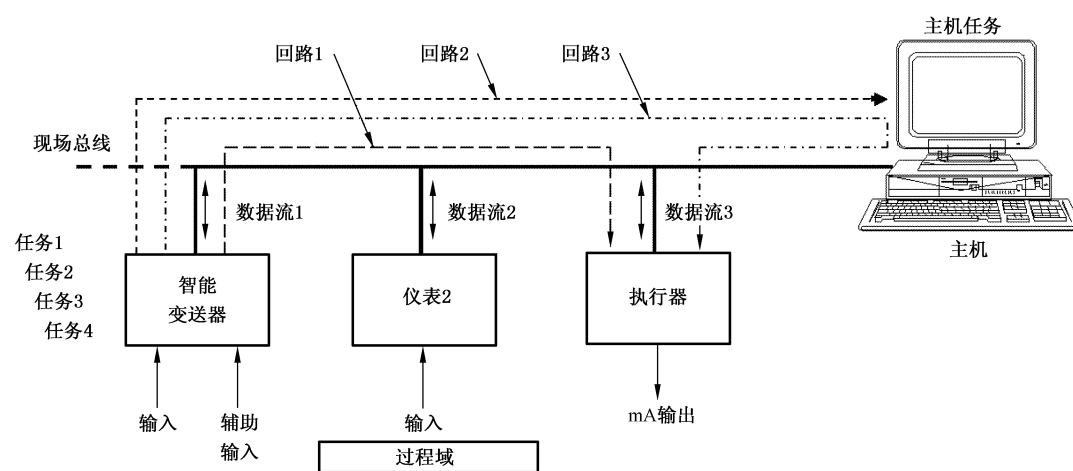 主机任务
回路1
回路2
回路3
现场总线
数据流1
数据流2
数据流3
任务1
任务2
任务3
任务4
智能
变送器
仪表2
执行器
主机
输入
辅助
输入
输入
mA输出
过程域